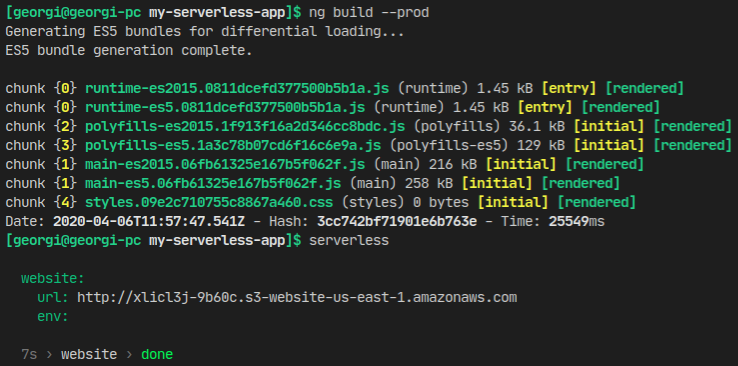 [georgi@georgi-pc my-serverless-app]$ ng build --prod
Generating ES5 bundles for differential loading...
ES5 bundle generation complete.
chunk {0} runtime-es2015.0811dcefd377500b5b1a.js (runtime) 1.45 kB [entry] [rendered]
chunk {0} runtime-es5.0811dcefd377500b5b1a.js (runtime) 1.45 kB [entry] [rendered]
chunk {2} polyfills-es2015.1f913f16a2d346cc8bdc.js (polyfills) 36.1 kB [initial] [rendered]
chunk {3} polyfills-es5.1a3c78b07cd6f16c6e9a.js (polyfills-es5) 129 kB [initial] [rendered]
chunk {1} main-es2015.06fb61325e167b5f062f.js (main) 216 kB [initial] [rendered]
chunk {1} main-es5.06fb61325e167b5f062f.js (main) 258 kB [initial] [rendered]
chunk {4} styles.09e2c710755c8867a460.css (styles) 0 bytes [initial] [rendered]
Date: 2020-04-06T11:57:47.541Z - Hash: 3cc742bf71901e6b763e - Time: 25549ms
[georgi@georgi-pc my-serverless-app]$ serverless
website:
url: http://xlicl3j-9b60c.s3-website-us-east-1.amazonaws.com
env:
7s › website › done